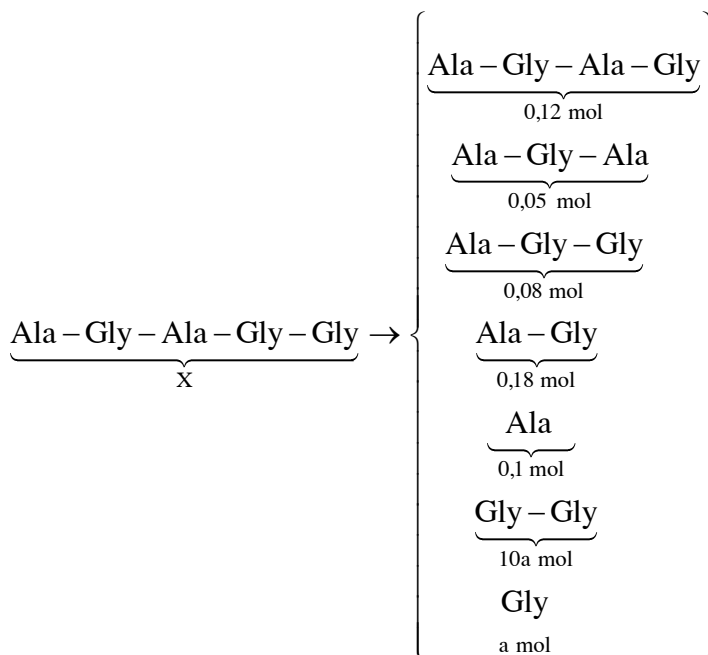 Ala – Gly – Ala – Gly
0,12 mol
Ala – Gly – Ala
0,05 mol
Ala – Gly – Gly
0,08 mol
Ala – Gly – Ala – Gly – Gly → Ala – Gly
X
0,18 mol
Ala
0,1 mol
Gly – Gly
10a mol
Gly
a mol